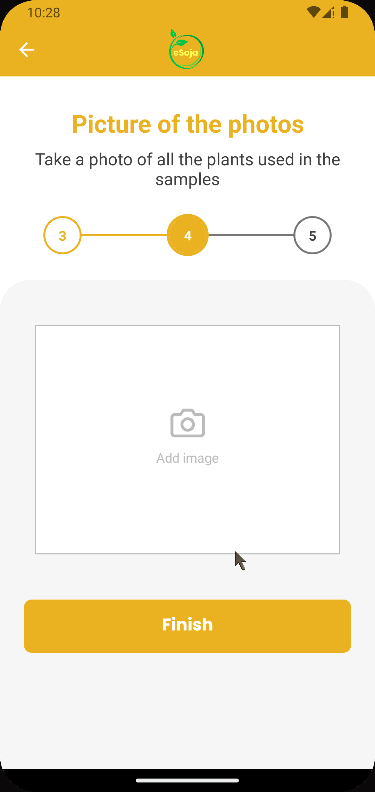 10:28
eSoja
Picture of the photos
Take a photo of all the plants used in the
samples
3
4
5
Add image
Finish